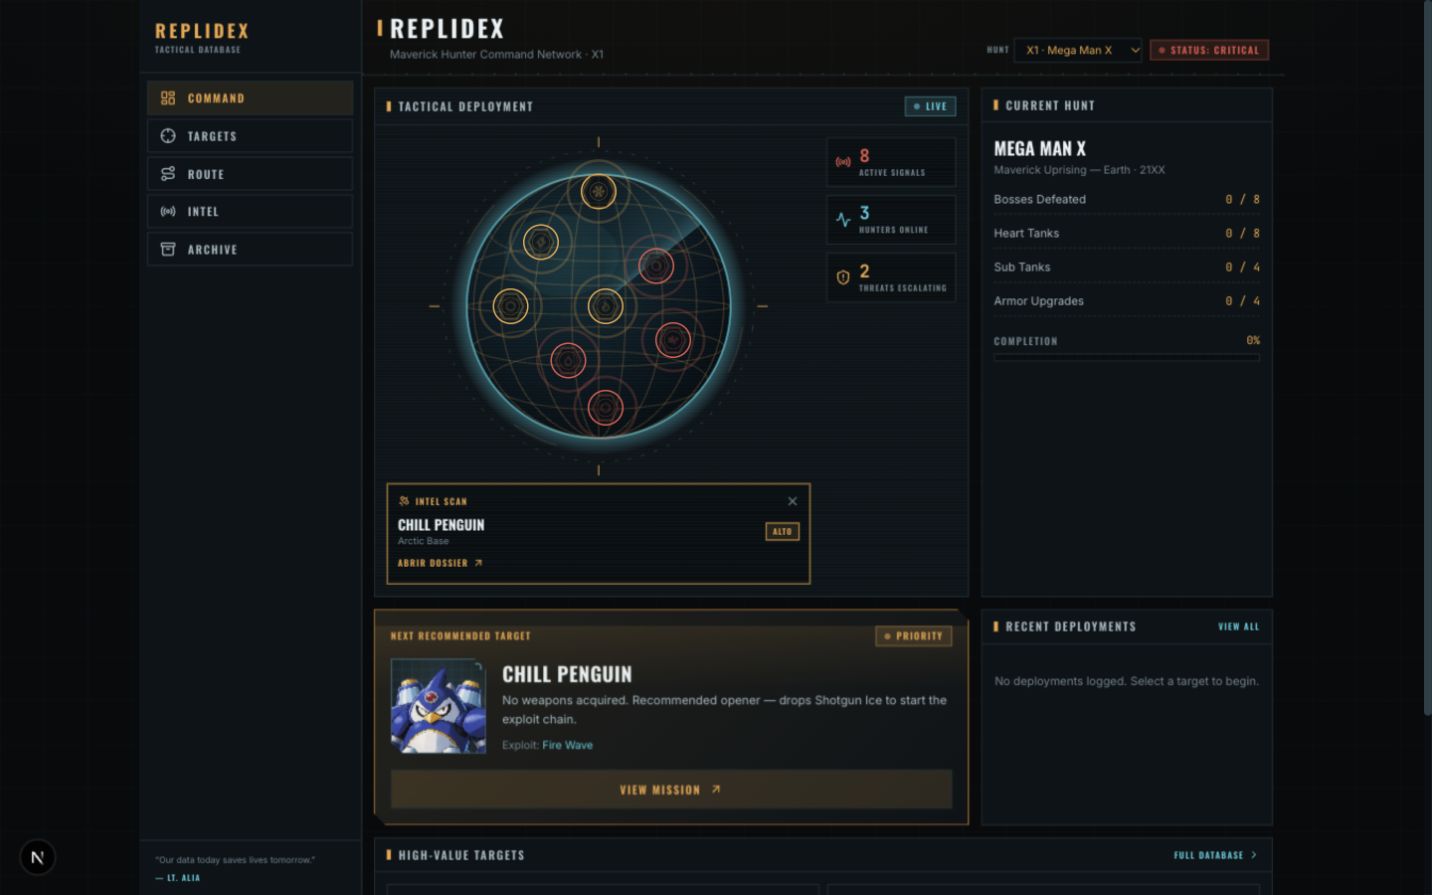 REPLIDEX
TACTICAL DATABASE
COMMAND
TARGETS
ROUTE
INTEL
ARCHIVE
"Our data today saves lives tomorrow."
— LT. ALIA
N
REPLIDEX
Maverick Hunter Command Network · X1
HUNT
X1 · Mega Man X
STATUS: CRITICAL
TACTICAL DEPLOYMENT
LIVE
8
ACTIVE SIGNALS
3
HUNTERS ONLINE
2
THREATS ESCALATING
INTEL SCAN
CHILL PENGUIN
Arctic Base
ALTO
ABRIR DOSSIER
CURRENT HUNT
MEGA MAN X
Maverick Uprising — Earth · 21XX
Bosses Defeated 0 / 8
Heart Tanks 0 / 8
Sub Tanks 0 / 4
Armor Upgrades 0 / 4
COMPLETION 0%
NEXT RECOMMENDED TARGET
PRIORITY
CHILL PENGUIN
No weapons acquired. Recommended opener — drops Shotgun Ice to start the
exploit chain.
Exploit: Fire Wave
VIEW MISSION
RECENT DEPLOYMENTS
VIEW ALL
No deployments logged. Select a target to begin.
HIGH-VALUE TARGETS
FULL DATABASE